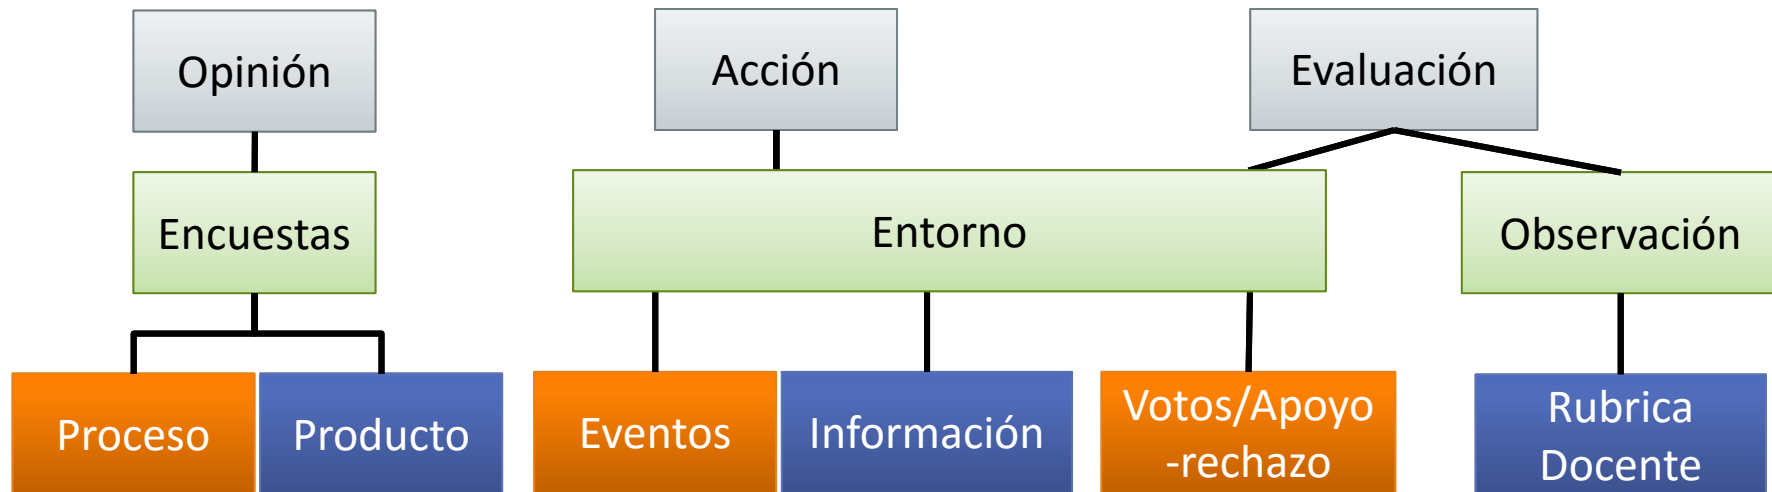 Opinión
Acción
Evaluación
Encuestas
Entorno
Observación
Proceso
Producto
Eventos
Información
Votos/Apoyo
-rechazo
Rubrica
Docente